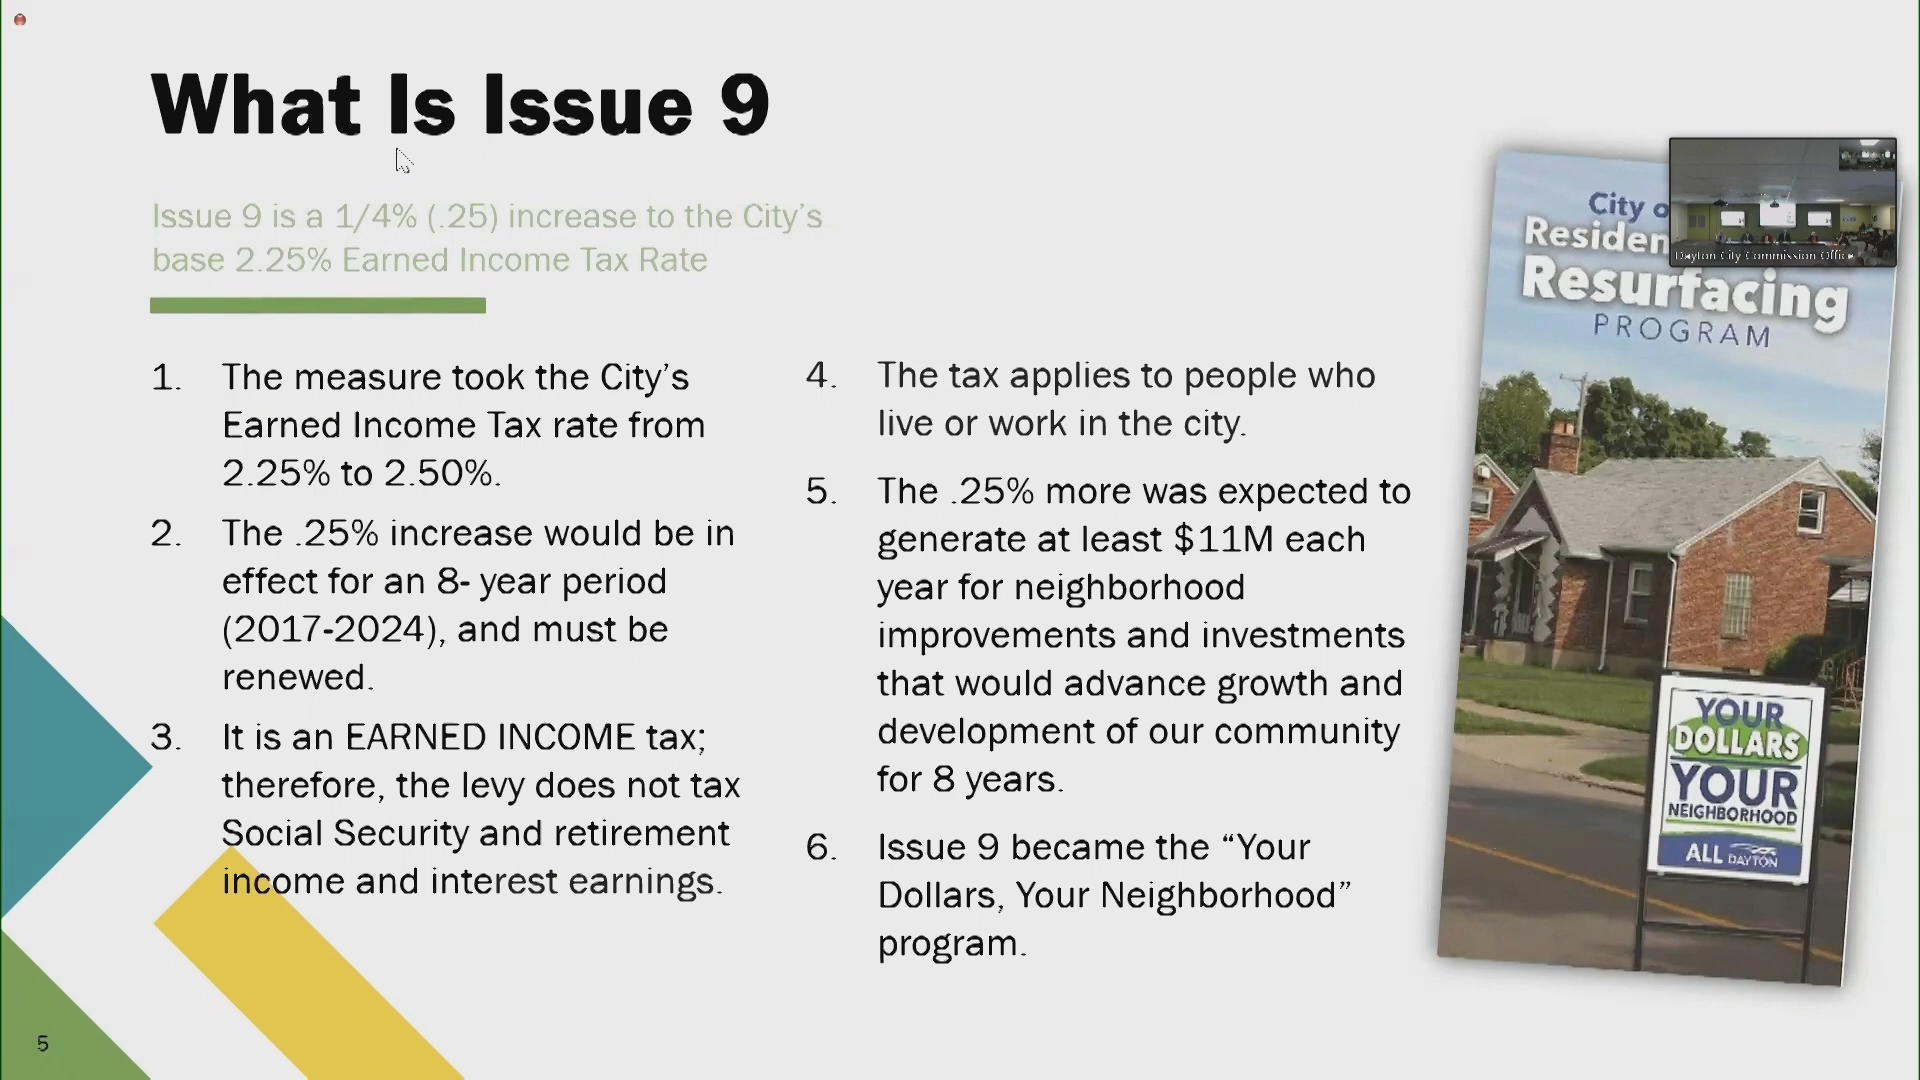 What Is Issue 9
Issue 9 is a 1/4% (.25) increase to the City's
base 2.25% Earned Income Tax Rate
1. The measure took the City's
Earned Income Tax rate from
2.25% to 2.50%.
2. The .25% increase would be in
effect for an 8- year period
(2017-2024), and must be
renewed.
3. It is an EARNED INCOME tax;
therefore, the levy does not tax
Social Security and retirement
income and interest earnings.
4. The tax applies to people who
live or work in the city.
5. The .25% more was expected to
generate at least $11M each
year for neighborhood
improvements and investments
that would advance growth and
development of our community
for 8 years.
6. Issue 9 became the “Your
Dollars, Your Neighborhood”
program.
City
Resurfacing
PROGRAM
Dayton City Commission Office
YOUR
DOLLARS
YOUR
NEIGHBORHOOD
ALL DAYTON
5